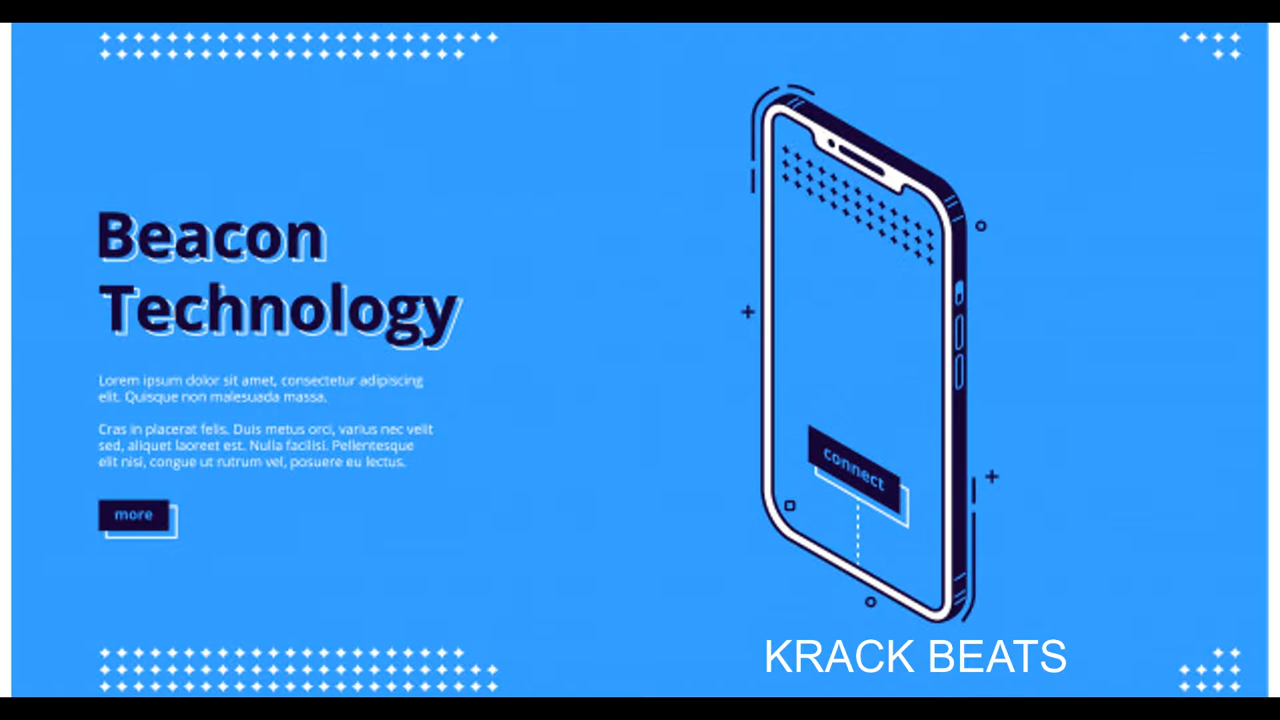 Beacon
Technology
Lorem ipsum dolor sit amet, consectetur adipiscing
elit. Quisque non malesuada massa.
Cras in placerat felis. Duis metus orci, varius nec velit
sed, aliquet laoreet est. Nulla facilisi. Pellentesque
elit nisi, congue ut rutrum vel, posuere eu lectus.
more
connect
KRACK BEATS